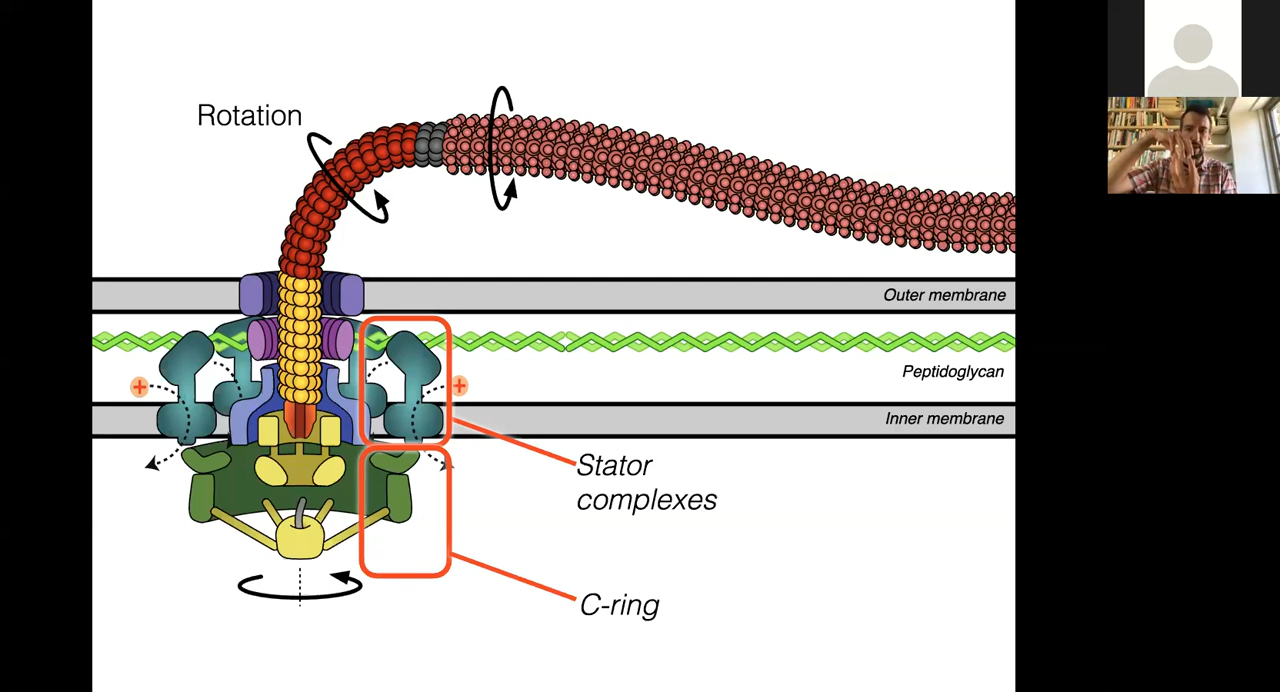 Rotation
Outer membrane
Peptidoglycan
+
+
Inner membrane
Stator
complexes
C-ring